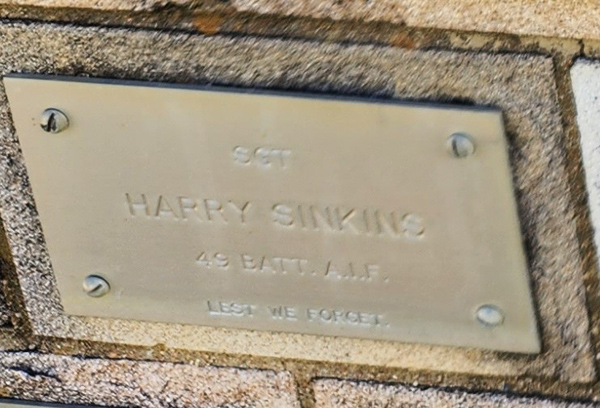 SGT
HARRY SINKINS
49 BATT. A.I.F.
LEST WE FORGET.